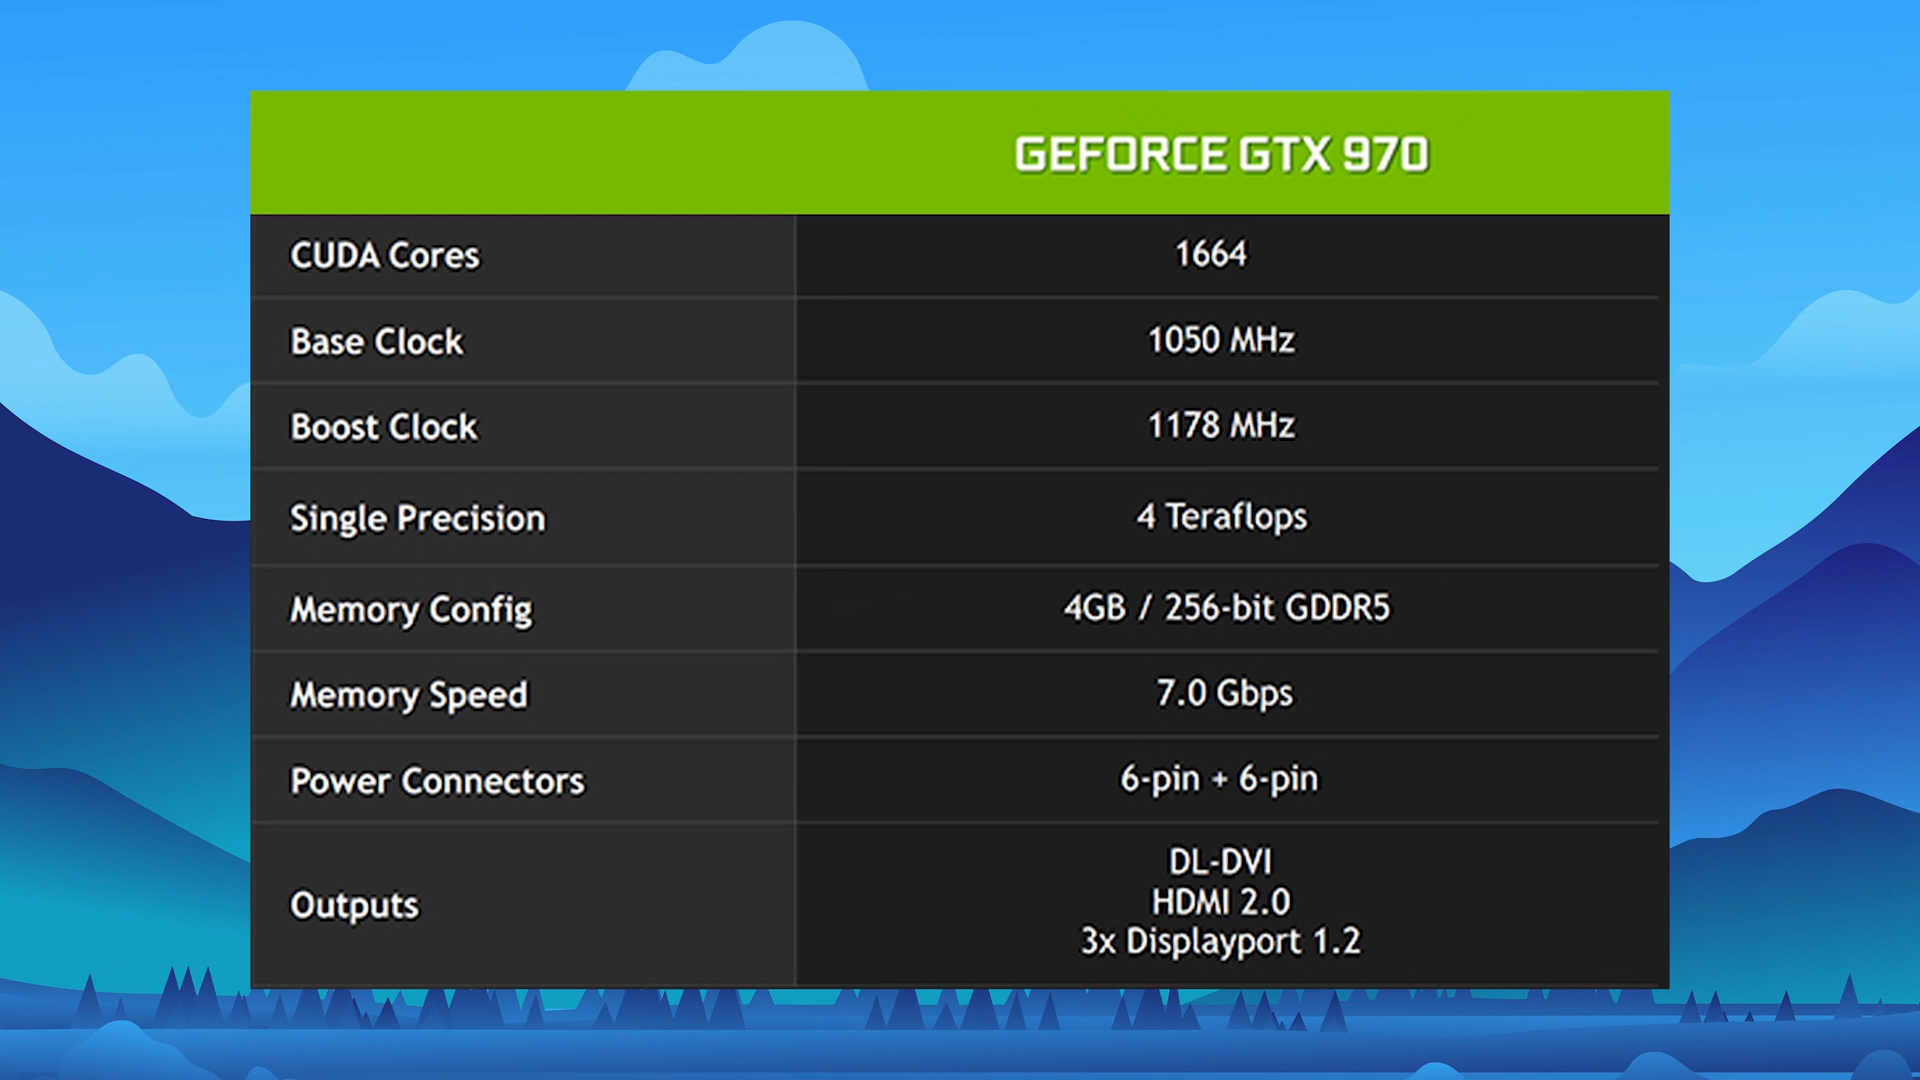 GEFORCE GTX 970
CUDA Cores 1664
Base Clock 1050 MHz
Boost Clock 1178 MHz
Single Precision 4 Teraflops
Memory Config 4GB / 256-bit GDDR5
Memory Speed 7.0 Gbps
Power Connectors 6-pin + 6-pin
Outputs
DL-DVI
HDMI 2.0
3x Displayport 1.2